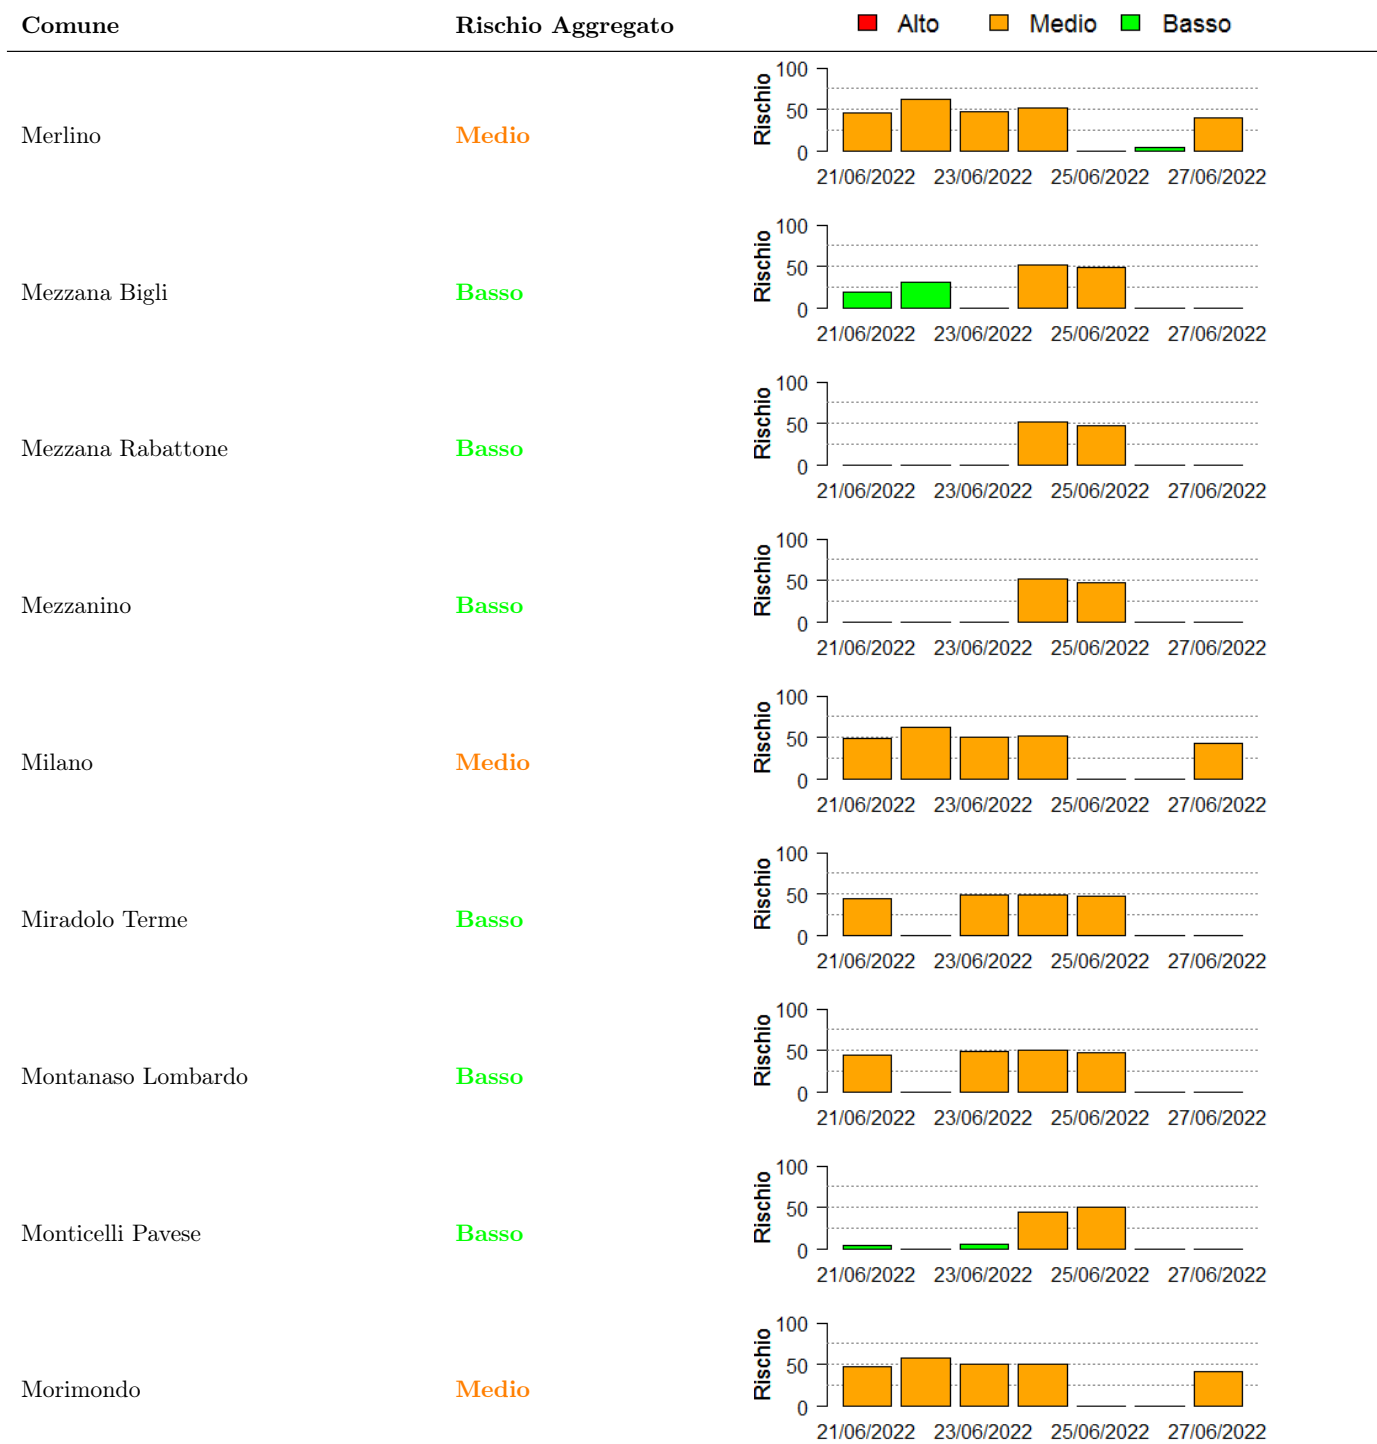 Comune Rischio Aggregato Alto Medio Basso
100
50
0
Rischio
Merlino Medio
21/06/2022 23/06/2022 25/06/2022 27/06/2022
100
50
0
Rischio
Mezzana Bigli Basso
21/06/2022 23/06/2022 25/06/2022 27/06/2022
100
50
0
Rischio
Mezzana Rabattone Basso
21/06/2022 23/06/2022 25/06/2022 27/06/2022
100
50
0
Rischio
Mezzanino Basso
21/06/2022 23/06/2022 25/06/2022 27/06/2022
100
50
0
Rischio
Milano Medio
21/06/2022 23/06/2022 25/06/2022 27/06/2022
100
50
0
Rischio
Miradolo Terme Basso
21/06/2022 23/06/2022 25/06/2022 27/06/2022
100
50
0
Rischio
Montanaso Lombardo Basso
21/06/2022 23/06/2022 25/06/2022 27/06/2022
100
50
0
Rischio
Monticelli Pavese Basso
21/06/2022 23/06/2022 25/06/2022 27/06/2022
100
50
0
Rischio
Morimondo Medio
21/06/2022 23/06/2022 25/06/2022 27/06/2022